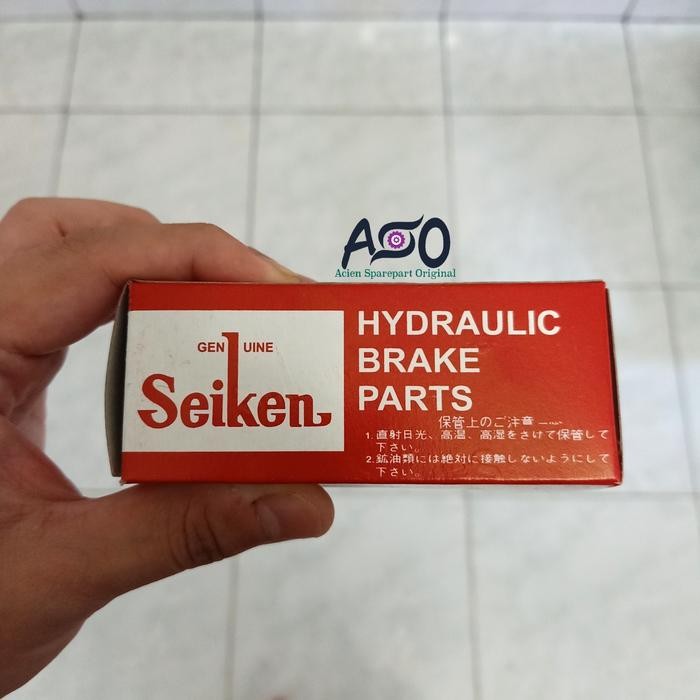 ASO
Acien Sparepart Original
GENUINE
Seiken
HYDRAULIC
BRAKE
PARTS
保管上のご注意
1.直射日光、高温、高湿をさけて保管して
下さい。
2.鉱油類には絶対に接触しないようにして
下さい。